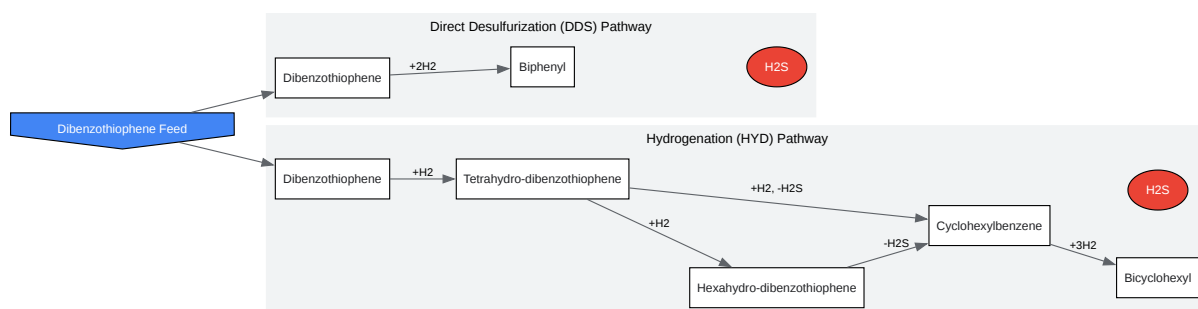 Direct Desulfurization (DDS) Pathway
Dibenzothiophene
+2H2
Biphenyl
H2S
Dibenzothiophene Feed
Hydrogenation (HYD) Pathway
Dibenzothiophene
+H2
Tetrahydro-dibenzothiophene
+H2, -H2S
H2S
+H2
Cyclohexylbenzene
-H2S
+3H2
Hexahydro-dibenzothiophene
Bicyclohexyl